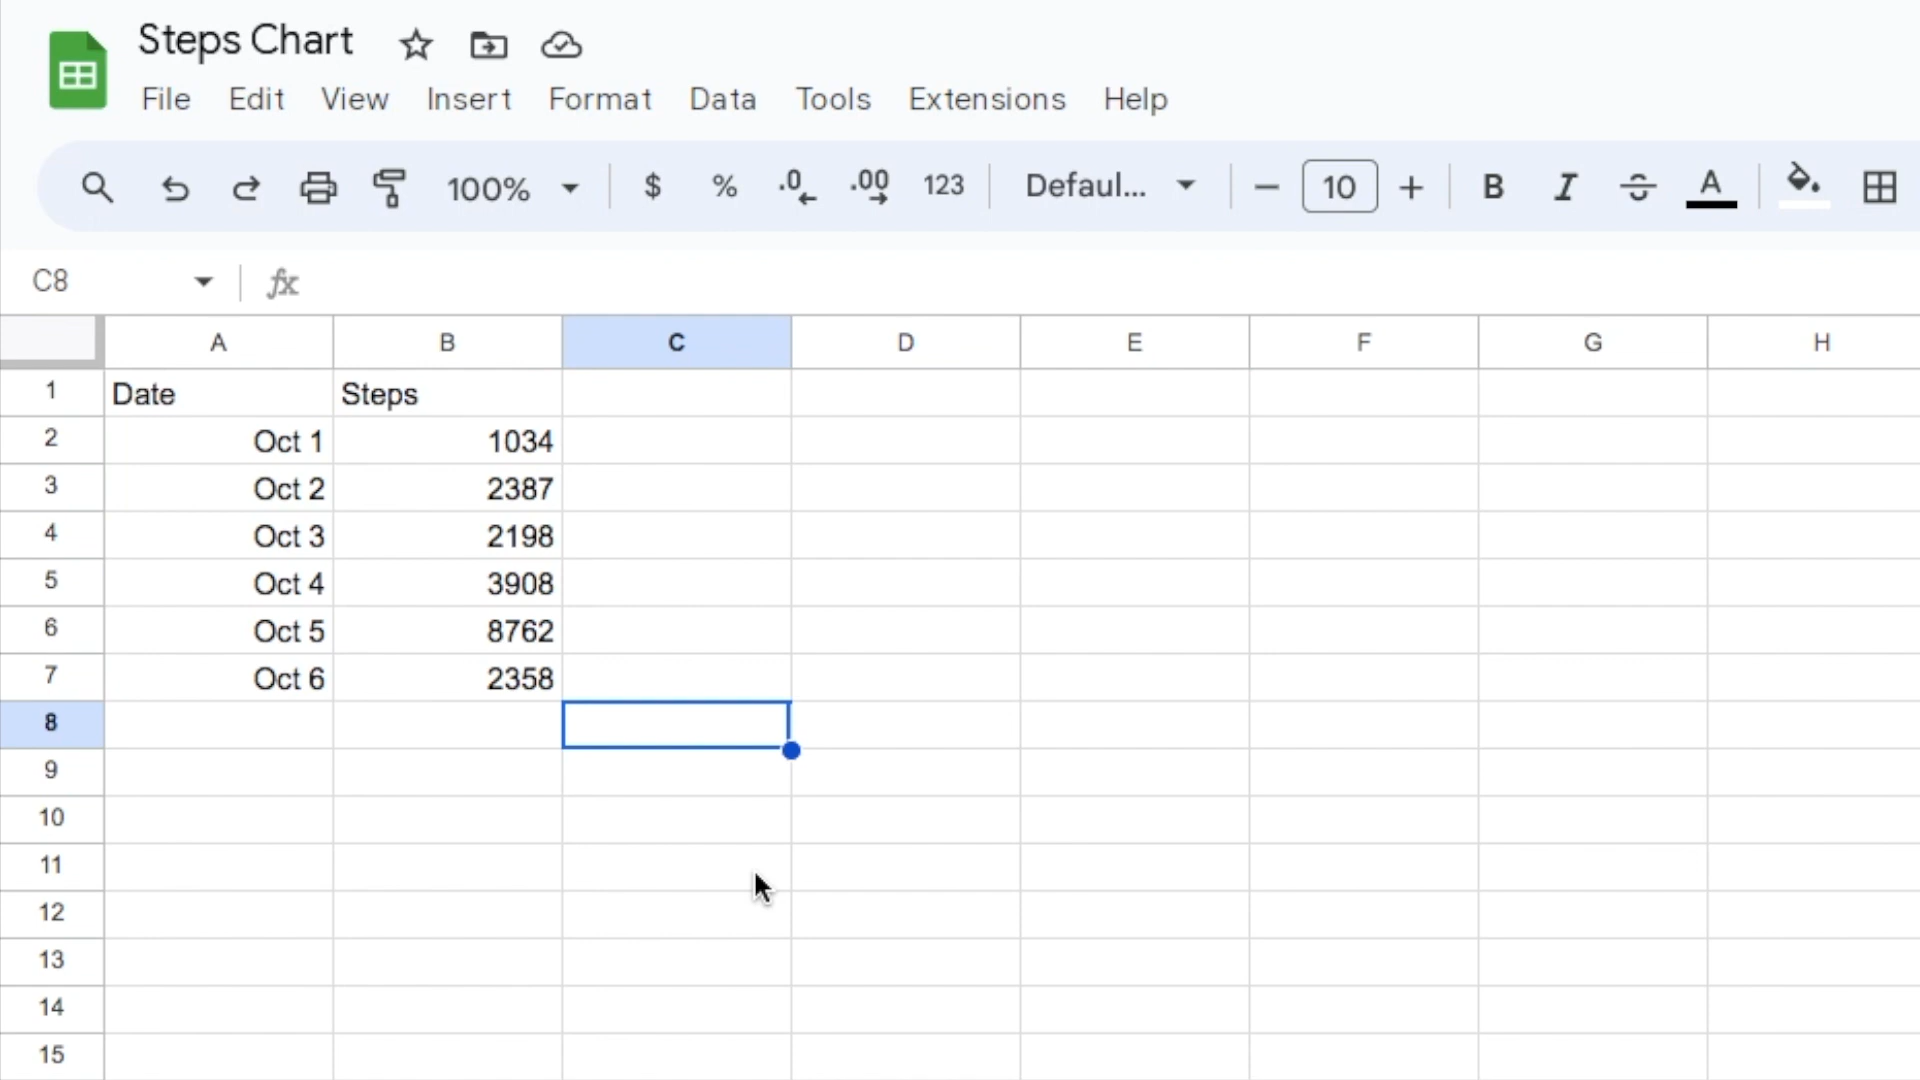 Steps Chart
File Edit View Insert Format Data Tools Extensions Help
100% $ % .0 .00 123 Defaul... 10 B I S A
C8 fx
A B C D E F G H
1 Date Steps
2 Oct 1 1034
3 Oct 2 2387
4 Oct 3 2198
5 Oct 4 3908
6 Oct 5 8762
7 Oct 6 2358
8
9
10
11
12
13
14
15